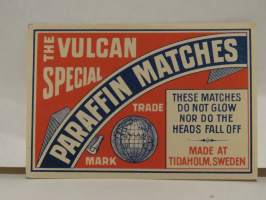 THE VULCAN
SPECIAL
PARAFFIN MATCHES
TRADE
MARK
THESE MATCHES
DO NOT GLOW
NOR DO THE
HEADS FALL OFF
MADE AT
TIDAHOLM, SWEDEN